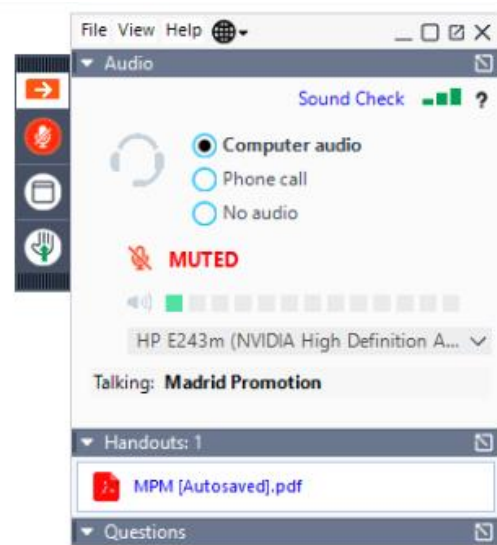 File View Help
Audio
Sound Check ?
Computer audio
Phone call
No audio
MUTED
HP E243m (NVIDIA High Definition A...
Talking: Madrid Promotion
Handouts: 1
MPM [Autosaved].pdf
Questions